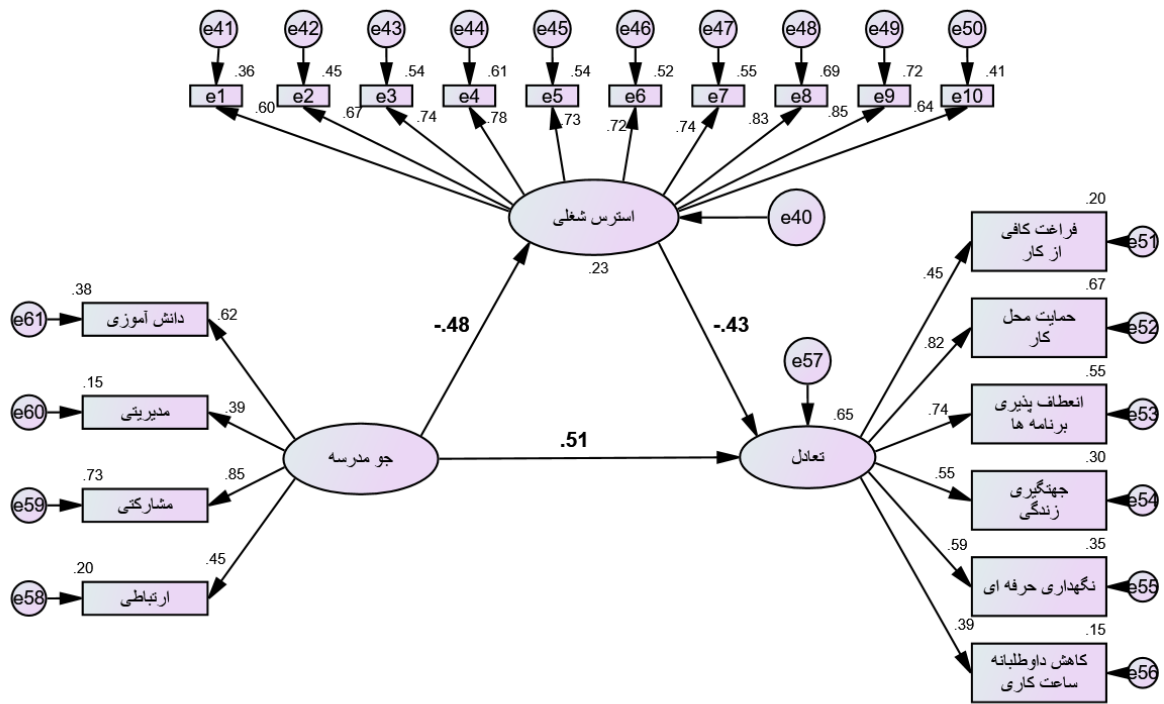 e41 e42 e43 e44 e45 e46 e47 e48 e49 e50
.36 .45 .54 .61 .54 .52 .55 .69 .72 .41
e1 e2 e3 e4 e5 e6 e7 e8 e9 e10
.60 .67 .74 .78 .73 .72 .74 .83 .85 .64
استرس شغلی
e40
.23
-.48
-.43
.51
جو مدرسه
e57
.65
تعادل
.38
e61
دانش آموزی
.62
.15
e60
مدیریتی
.39
.73
e59
مشارکتی
.85
.20
e58
ارتباطی
.45
.20
فراغت کافی
از کار
e51
.45
.67
حمایت محل
کار
e52
.82
.55
انعطاف پذیری
برنامه ها
e53
.74
.30
جهتگیری
زندگی
e54
.55
.35
نگهداری حرفه ای
e55
.59
.15
کاهش داوطلبانه
ساعت کاری
e56
.39